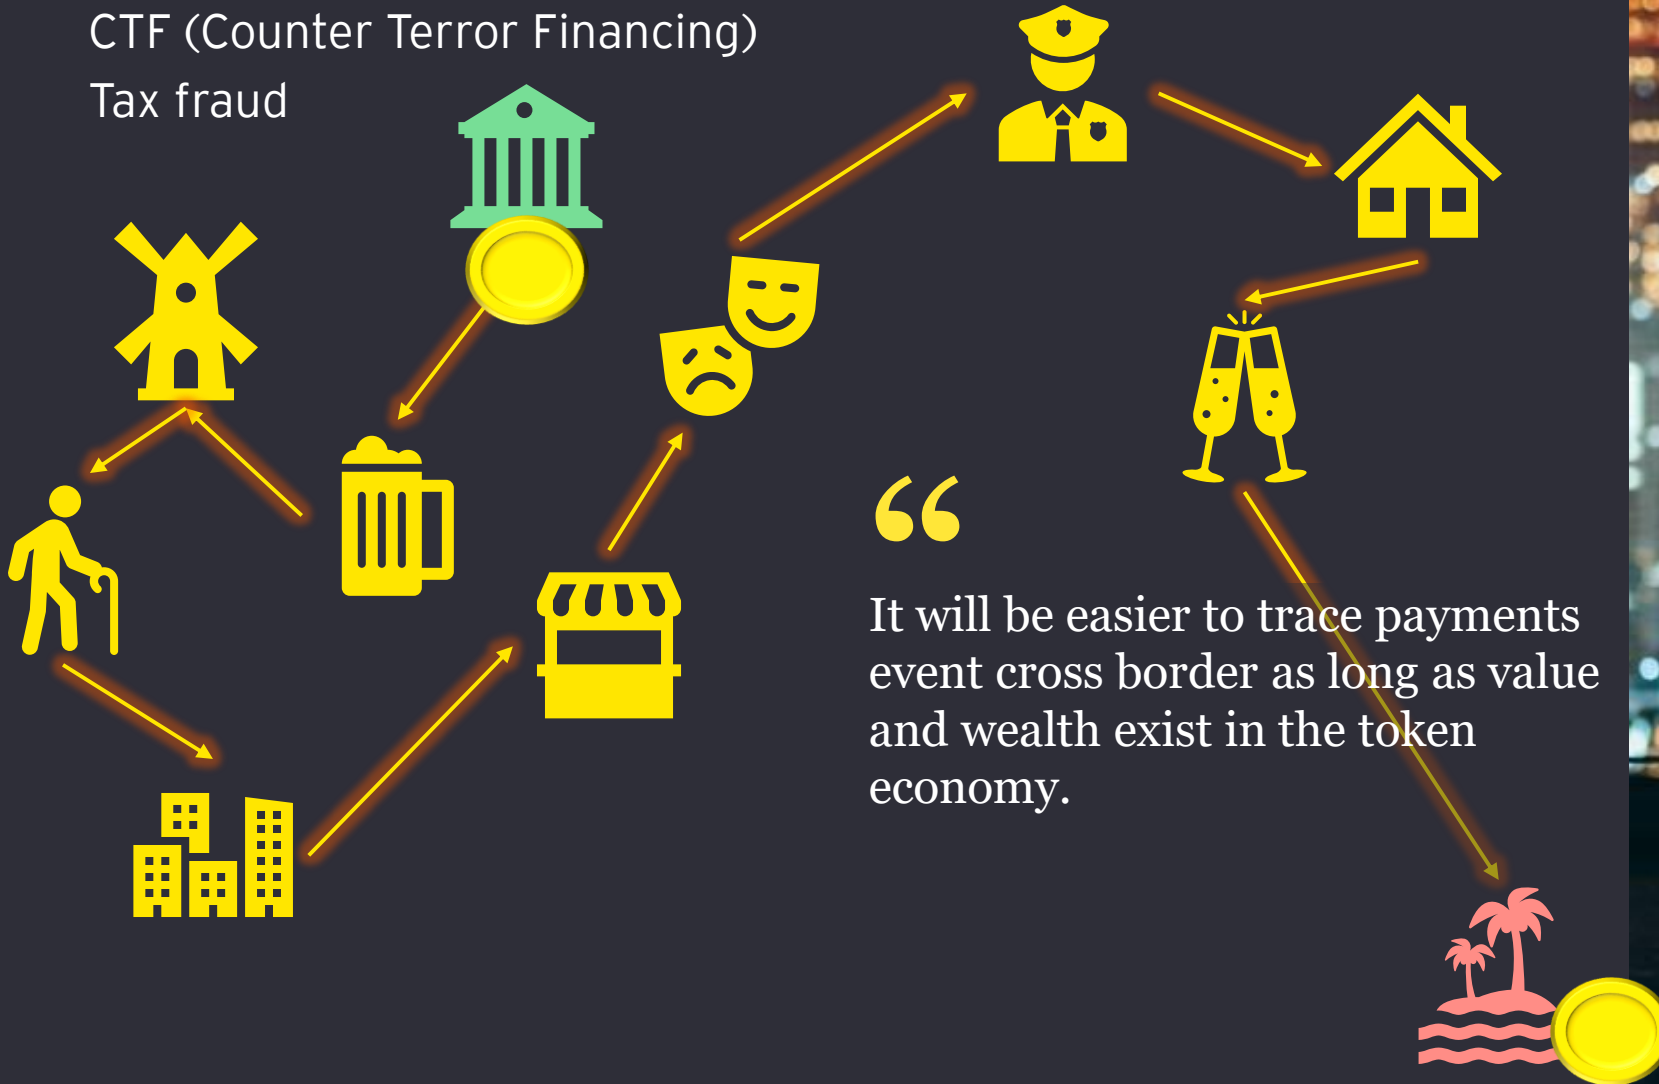 CTF (Counter Terror Financing)
Tax fraud
“
It will be easier to trace payments
event cross border as long as value
and wealth exist in the token
economy.